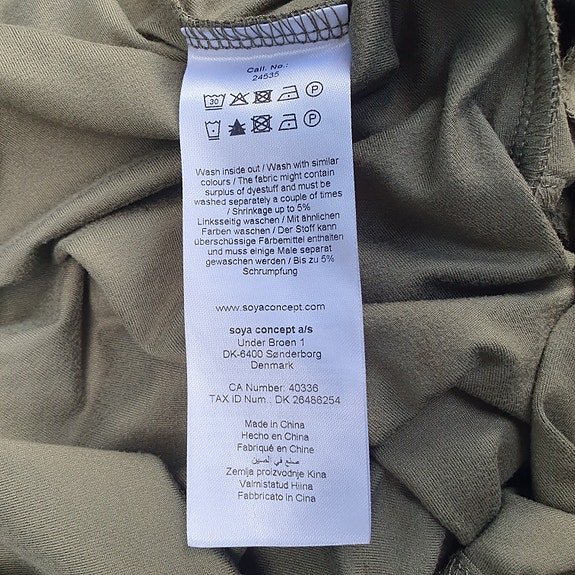 Call. No.:
24535
30 P
P
Wash inside out / Wash with similar
colours / The fabric might contain
surplus of dyestuff and must be
washed separately a couple of times
/ Shrinkage up to 5%
Linksseitig waschen / Mit ähnlichen
Farben waschen / Der Stoff kann
überschüssige Färbemittel enthalten
und muss einige Male separat
gewaschen werden / Bis zu 5%
Schrumpfung
www.soyaconcept.com
soya concept a/s
Under Broen 1
DK-6400 Sønderborg
Denmark
CA Number: 40336
TAX ID Num.: DK 26486254
Made in China
Hecho en China
Fabriqué en Chine
صنع في الصين
Zemlja proizvodnje Kina
Valmistatud Hiina
Fabbricato in Cina